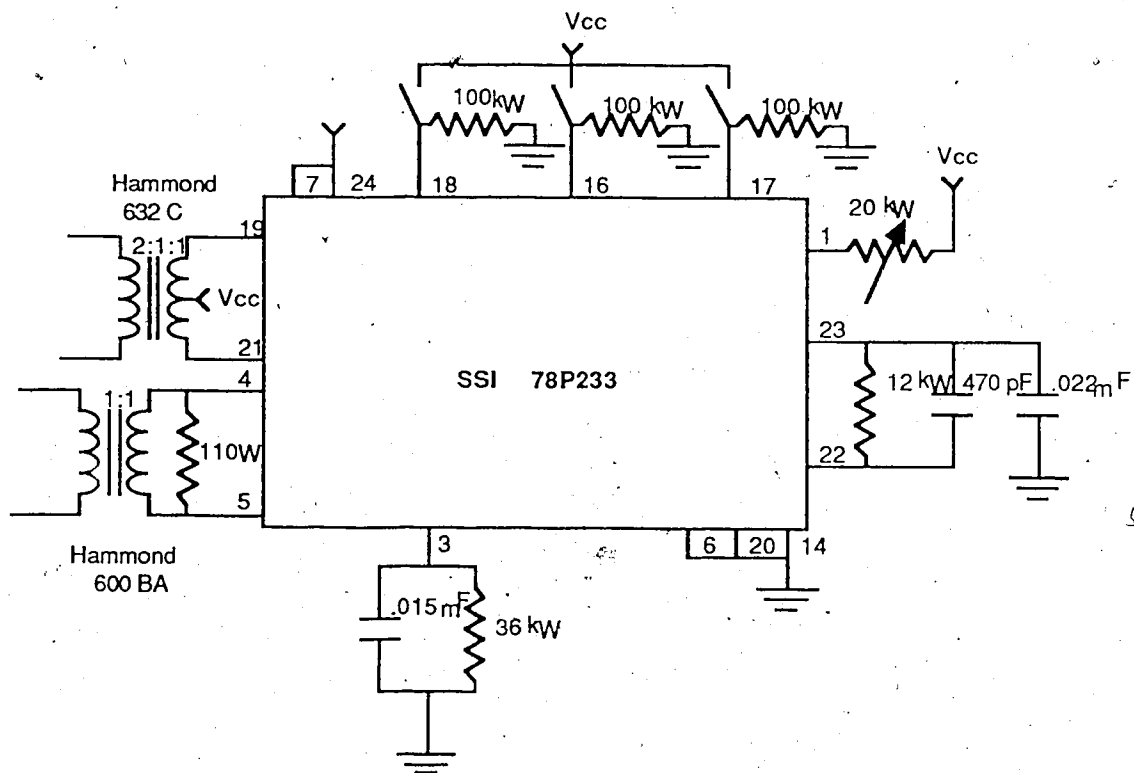 Vcc
100kW
100 kW
100 kW
Vcc
7
24
18
16
17
Hammond
632 C
19
2:1:1
Vcc
21
1
20 kW
23
SSI 78P233
12 kW
470 pF
.022mF
4
1:1
110W
5
22
Hammond
600 BA
3
6
20
14
.015mF
36 kW